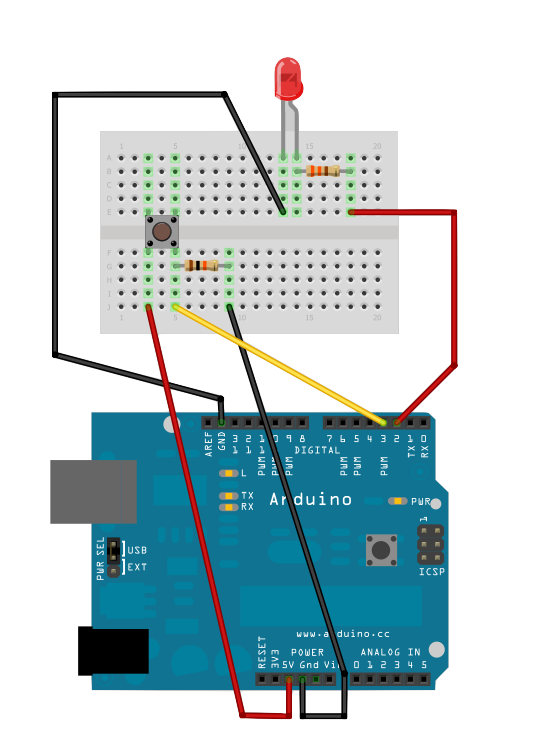 1 5 10 15 20
A
B
C
D
E
F
G
H
I
J
1 5 10 15 20
AREF GND 13 12 11 10 9 8 7 6 5 4 3 2 1 0
PWM PWM PWM PWM PWM PWM TX RX
DIGITAL
L
TX
RX
Arduino
PWR
1
ICSP
PWR SEL
USB
EXT
www.arduino.cc
POWER ANALOG IN
RESET 3V3 5V Gnd Vin 0 1 2 3 4 5